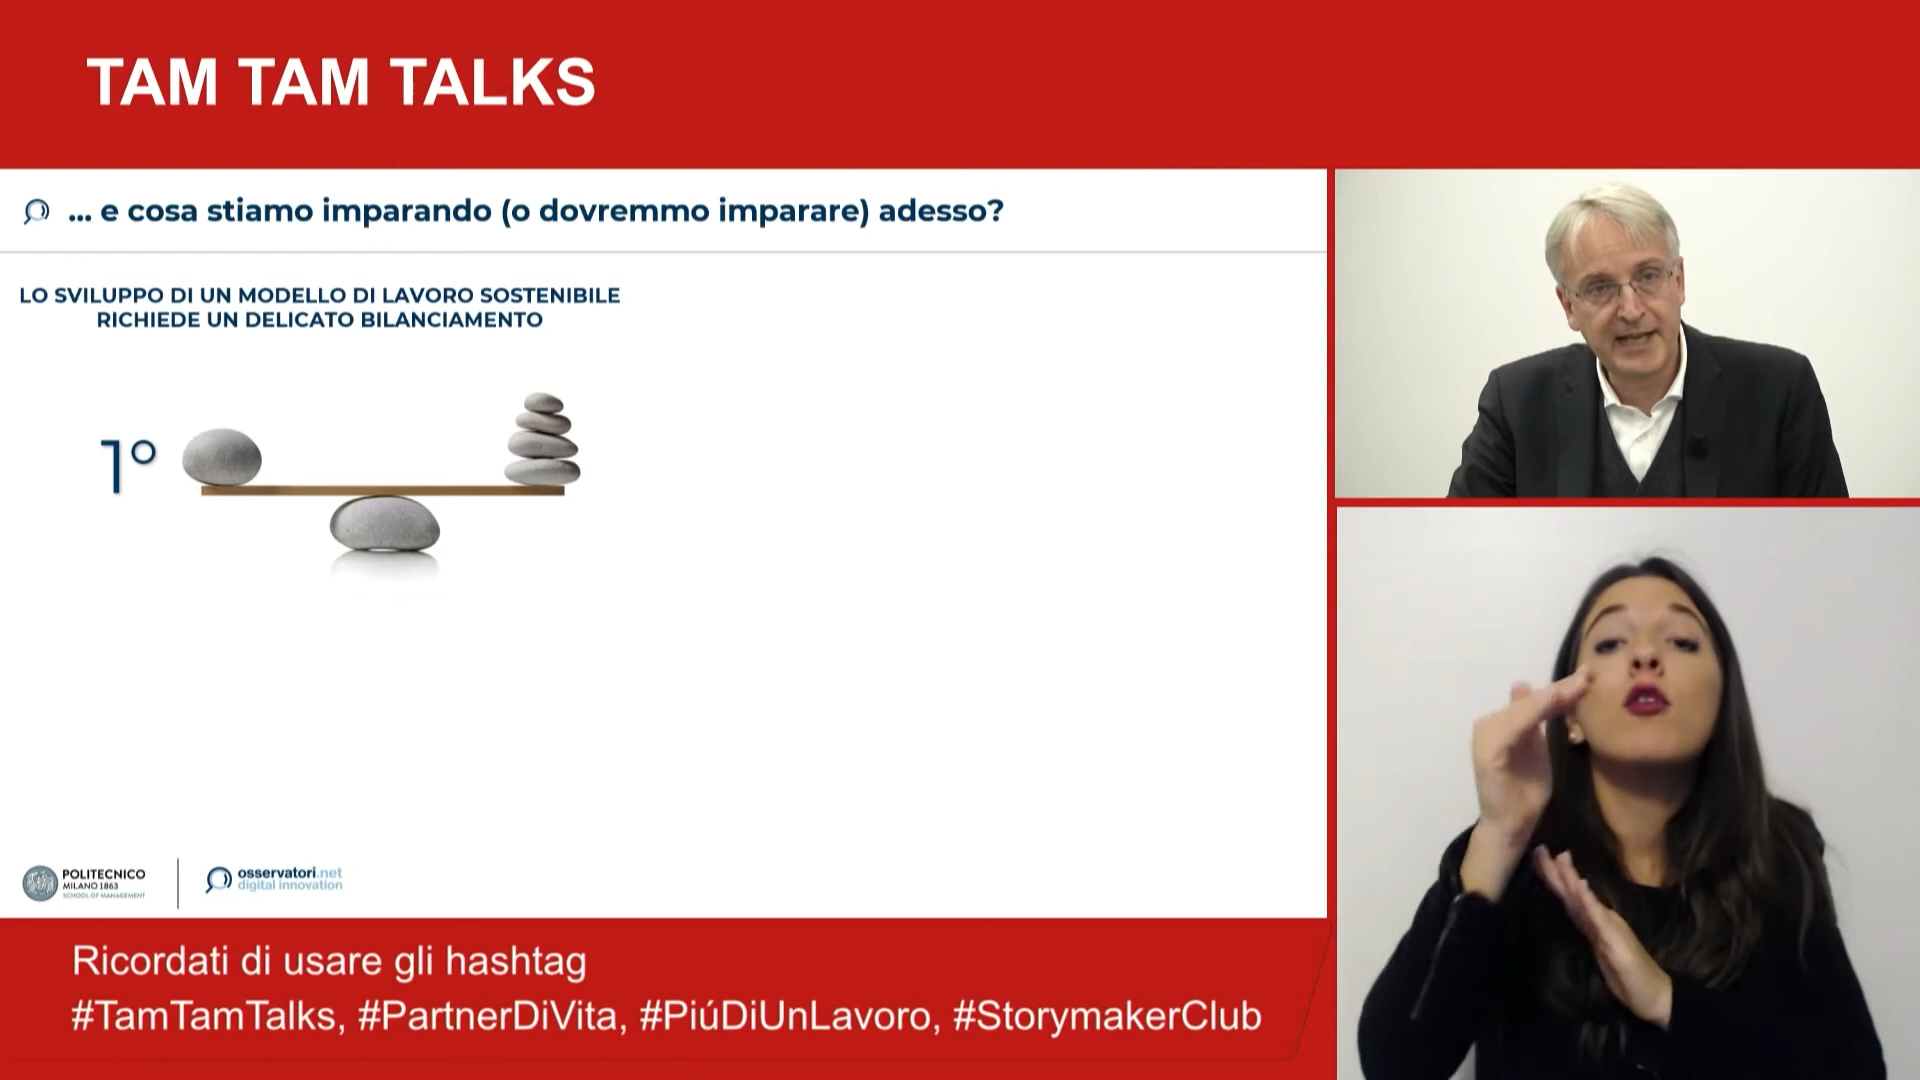 TAM TAM TALKS
... e cosa stiamo imparando (o dovremmo imparare) adesso?
LO SVILUPPO DI UN MODELLO DI LAVORO SOSTENIBILE
RICHIEDE UN DELICATO BILANCIAMENTO
1°
POLITECNICO
MILANO 1863
SCHOOL OF MANAGEMENT
osservatori.net
digital innovation
Ricordati di usare gli hashtag
#TamTamTalks, #PartnerDiVita, #PiúDiUnLavoro, #StorymakerClub